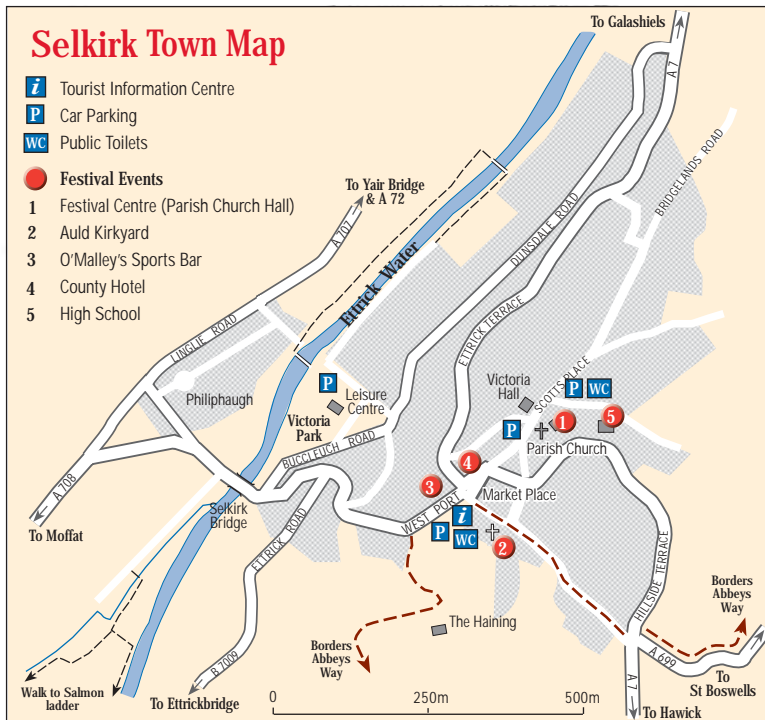 Selkirk Town Map
i Tourist Information Centre
P Car Parking
WC Public Toilets
Festival Events
1 Festival Centre (Parish Church Hall)
2 Auld Kirkyard
3 O'Malley's Sports Bar
4 County Hotel
5 High School
To Galashiels
A 7
BRIDGELANDS ROAD
To Yair Bridge
& A 72
A 707
DUNSDALE ROAD
Ettrick Water
ETTRICK TERRACE
LINGLIE ROAD
Philiphaugh
P
Leisure
Centre
Victoria
Park
BUCCLEUCH ROAD
Victoria
Hall
SCOTTS PLACE
P
WC
P
1
5
Parish Church
4
3
Market Place
WEST PORT
i
P
WC
2
A 708
To Moffat
Selkirk
Bridge
ETTRICK ROAD
HILLSIDE TERRACE
The Haining
Borders
Abbeys
Way
Borders
Abbeys
Way
A 699
To
St Boswells
B 7009
Walk to Salmon
ladder
To Ettrickbridge
0
250m
500m
A 7
To Hawick